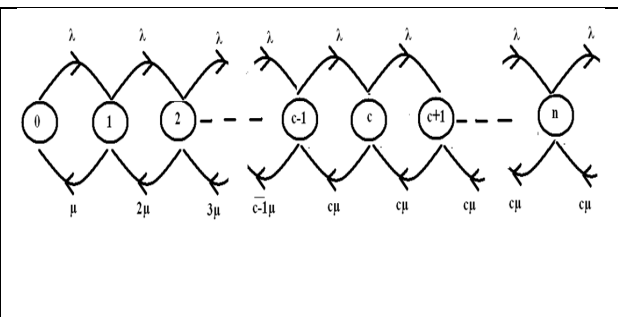 λ λ λ λ λ λ λ λ
0 1 2 c-1 c c+1 n
μ 2μ 3μ c-1μ cμ cμ cμ cμ cμ